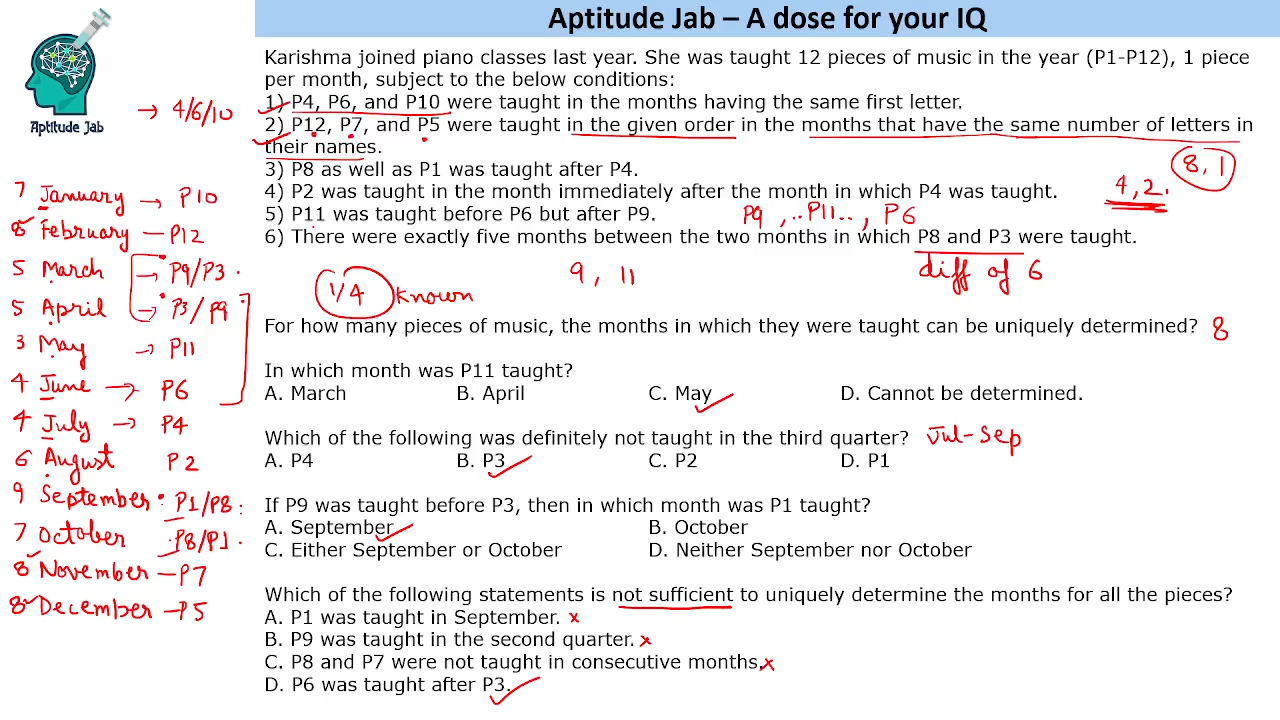 Aptitude Jab – A dose for your IQ
Aptitude Jab
Karishma joined piano classes last year. She was taught 12 pieces of music in the year (P1-P12), 1 piece
per month, subject to the below conditions:
1) P4, P6, and P10 were taught in the months having the same first letter.
2) P12, P7, and P5 were taught in the given order in the months that have the same number of letters in
their names.
3) P8 as well as P1 was taught after P4.
4) P2 was taught in the month immediately after the month in which P4 was taught.
5) P11 was taught before P6 but after P9.
6) There were exactly five months between the two months in which P8 and P3 were taught.
→ 4/6/10
8, 1
4, 2.
P9 , ..P11.. , P6
diff of 6
9, 11
1/4 known
7 January → P10
8 February — P12
5 March → P9/P3
5 April → P3/P9
3 May → P11
4 June → P6
4 July → P4
6 August P2
9 September P1/P8
7 October P8/P1
8 November — P7
8 December — P5
For how many pieces of music, the months in which they were taught can be uniquely determined? 8
In which month was P11 taught?
A. March B. April C. May D. Cannot be determined.
Which of the following was definitely not taught in the third quarter? Jul-Sep
A. P4 B. P3 C. P2 D. P1
If P9 was taught before P3, then in which month was P1 taught?
A. September B. October
C. Either September or October D. Neither September nor October
Which of the following statements is not sufficient to uniquely determine the months for all the pieces?
A. P1 was taught in September. x
B. P9 was taught in the second quarter. x
C. P8 and P7 were not taught in consecutive months. x
D. P6 was taught after P3.